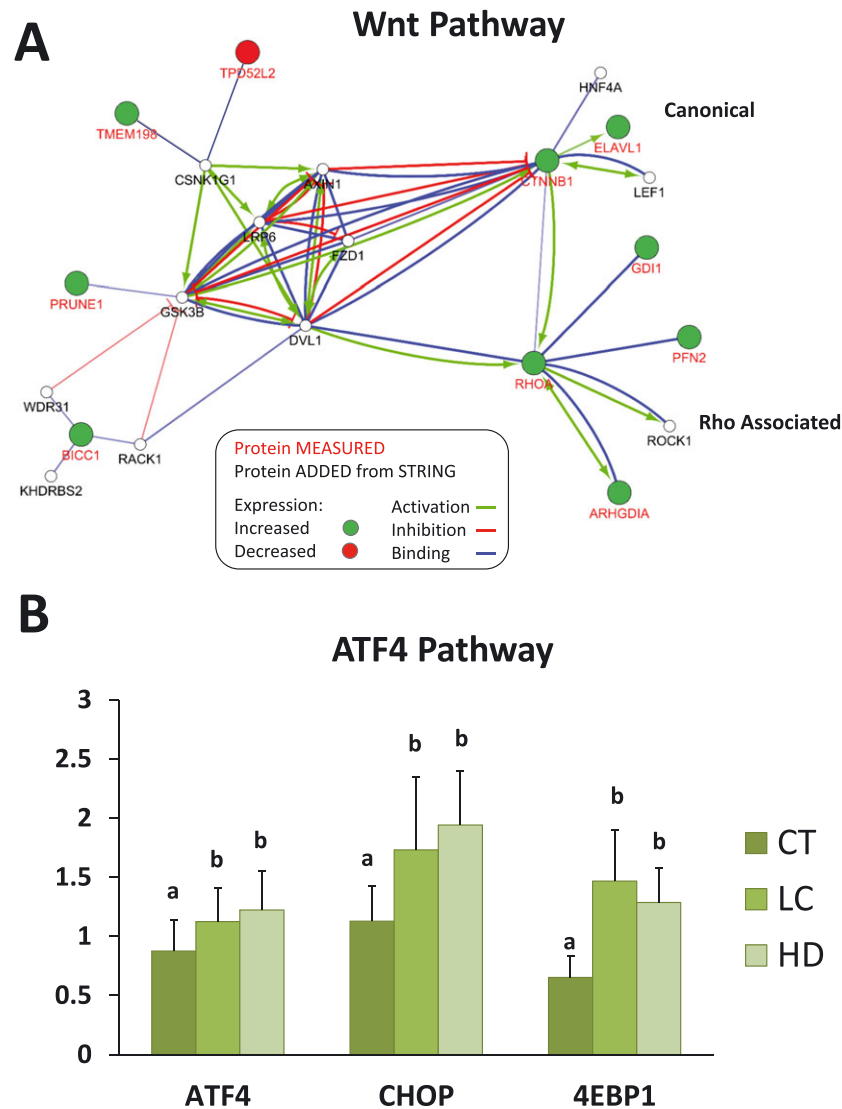 A
Wnt Pathway
TPD52L2
HNF4A
Canonical
TMEM198
ELAVL1
CSNK1G1
AXIN1
CTNNB1
LEF1
LRP6
FZD1
GDI1
PRUNE1
GSK3B
DVL1
PFN2
RHOA
WDR31
Rho Associated
ROCK1
BICC1
RACK1
KHDRBS2
ARHGDIA
Protein MEASURED
Protein ADDED from STRING
Expression:
Increased
Decreased
Activation
Inhibition
Binding
B
ATF4 Pathway
3
2.5
2
1.5
1
0.5
0
a
b
b
a
b
b
a
b
b
CT
LC
HD
ATF4
CHOP
4EBP1